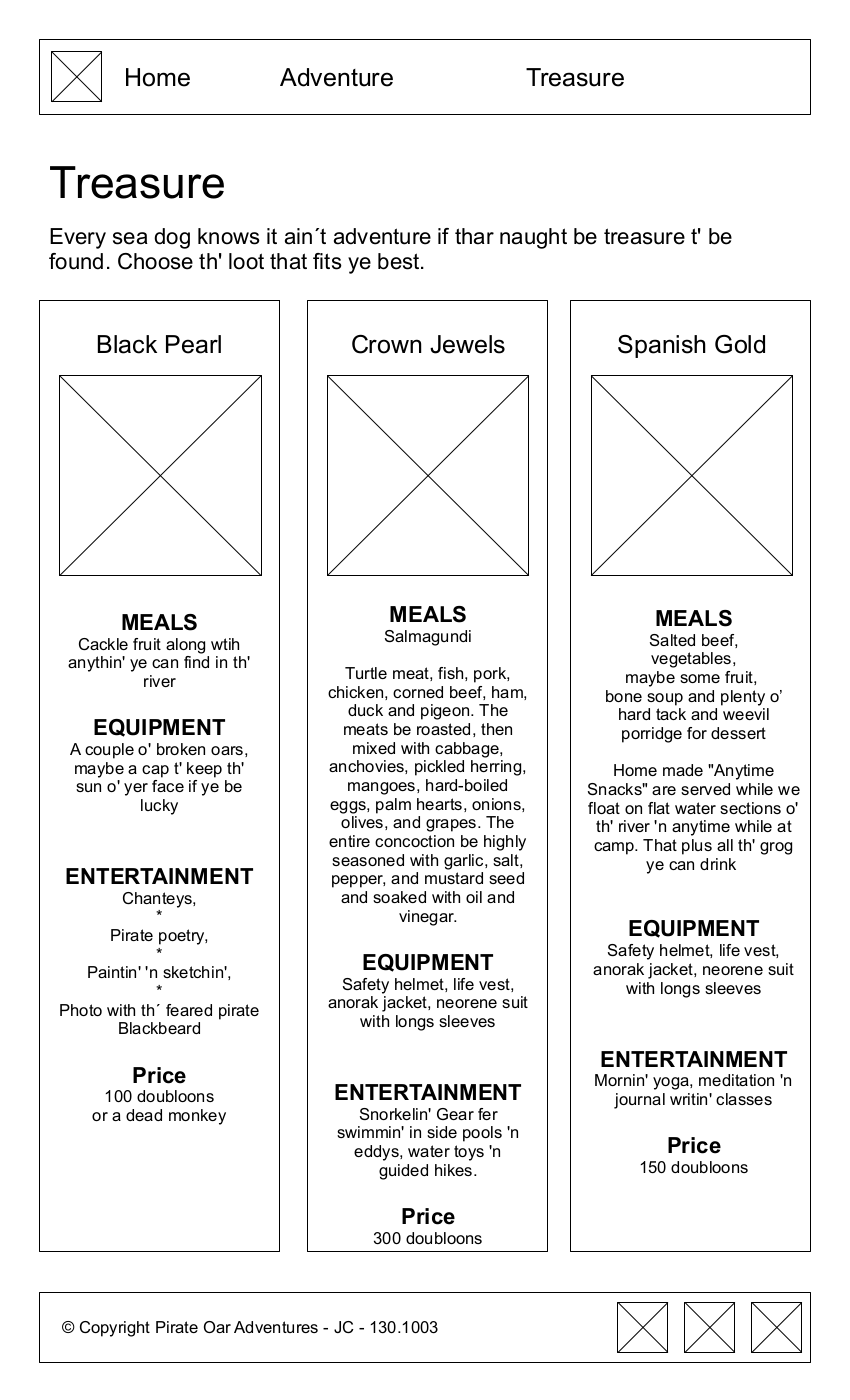 Home Adventure Treasure
Treasure
Every sea dog knows it ain´t adventure if thar naught be treasure t' be
found. Choose th' loot that fits ye best.
Black Pearl
MEALS
Cackle fruit along wtih
anythin' ye can find in th'
river
EQUIPMENT
A couple o' broken oars,
maybe a cap t' keep th'
sun o' yer face if ye be
lucky
ENTERTAINMENT
Chanteys,
*
Pirate poetry,
*
Paintin' 'n sketchin',
*
Photo with th´ feared pirate
Blackbeard
Price
100 doubloons
or a dead monkey
Crown Jewels
MEALS
Salmagundi
Turtle meat, fish, pork,
chicken, corned beef, ham,
duck and pigeon. The
meats be roasted, then
mixed with cabbage,
anchovies, pickled herring,
mangoes, hard-boiled
eggs, palm hearts, onions,
olives, and grapes. The
entire concoction be highly
seasoned with garlic, salt,
pepper, and mustard seed
and soaked with oil and
vinegar.
EQUIPMENT
Safety helmet, life vest,
anorak jacket, neorene suit
with longs sleeves
ENTERTAINMENT
Snorkelin' Gear fer
swimmin' in side pools 'n
eddys, water toys 'n
guided hikes.
Price
300 doubloons
Spanish Gold
MEALS
Salted beef,
vegetables,
maybe some fruit,
bone soup and plenty o’
hard tack and weevil
porridge for dessert
Home made "Anytime
Snacks" are served while we
float on flat water sections o'
th' river 'n anytime while at
camp. That plus all th' grog
ye can drink
EQUIPMENT
Safety helmet, life vest,
anorak jacket, neorene suit
with longs sleeves
ENTERTAINMENT
Mornin' yoga, meditation 'n
journal writin' classes
Price
150 doubloons
© Copyright Pirate Oar Adventures - JC - 130.1003